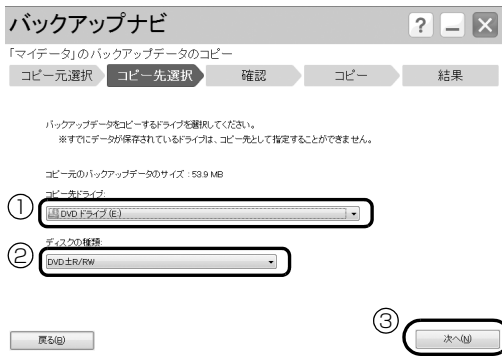 バックアップナビ ? － X
「マイデータ」のバックアップデータのコピー
コピー元選択 コピー先選択 確認 コピー 結果
バックアップデータをコピーするドライブを選択してください。
※すでにデータが保存されているドライブは、コピー先として指定することができません。
コピー元のバックアップデータのサイズ : 53.9 MB
コピー先ドライブ:
① DVD ドライブ (E:)
ディスクの種類:
② DVD±R/RW
③
戻る(B) 次へ(N)